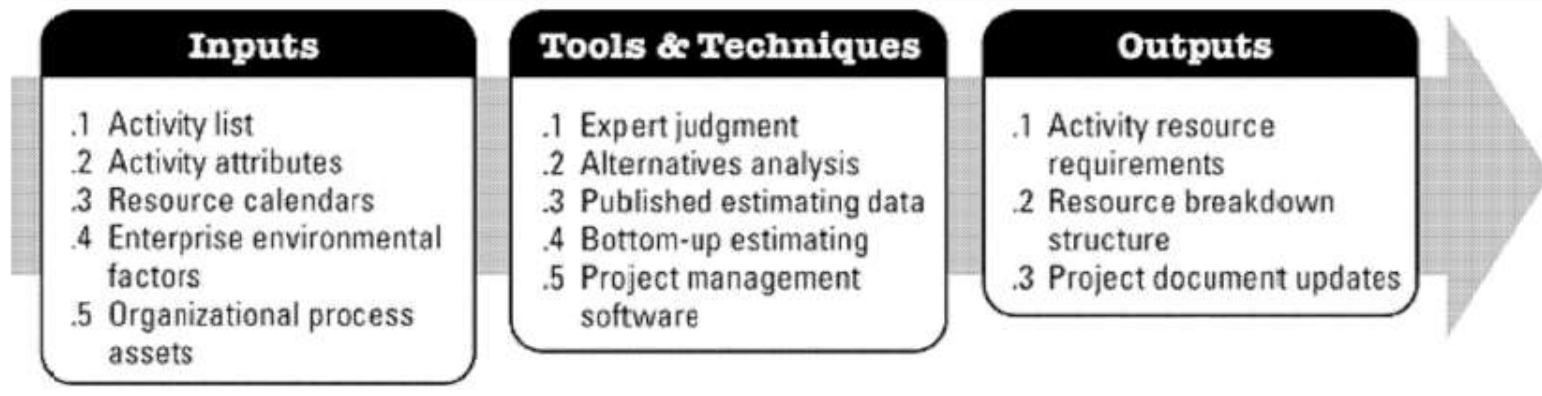 Inputs
.1 Activity list
.2 Activity attributes
.3 Resource calendars
.4 Enterprise environmental
factors
.5 Organizational process
assets
Tools & Techniques
.1 Expert judgment
.2 Alternatives analysis
.3 Published estimating data
.4 Bottom-up estimating
.5 Project management
software
Outputs
.1 Activity resource
requirements
.2 Resource breakdown
structure
.3 Project document updates